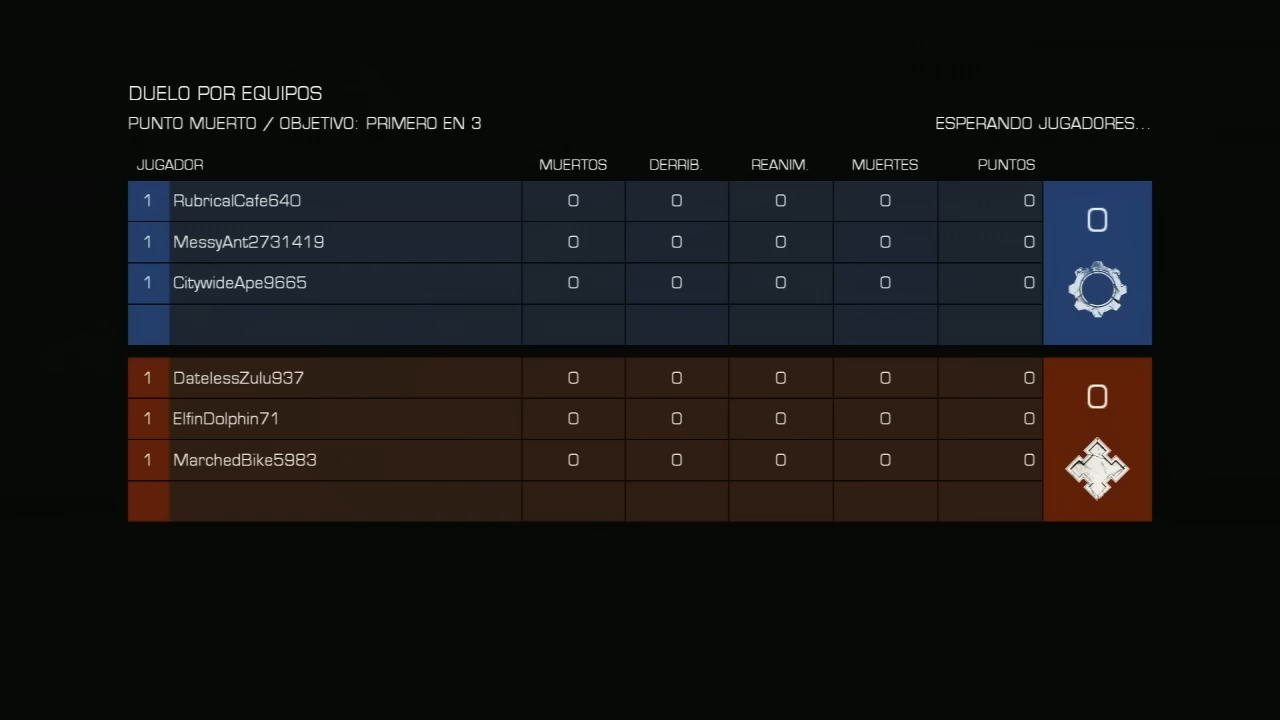 DUELO POR EQUIPOS
PUNTO MUERTO / OBJETIVO: PRIMERO EN 3 ESPERANDO JUGADORES...
JUGADOR MUERTOS DERRIB. REANIM. MUERTES PUNTOS
1 RubricalCafe640 0 0 0 0 0
0
1 MessyAnt2731419 0 0 0 0 0
1 CitywideApe9665 0 0 0 0 0
1 DatelessZulu937 0 0 0 0 0
0
1 ElfinDolphin71 0 0 0 0 0
1 MarchedBike5983 0 0 0 0 0